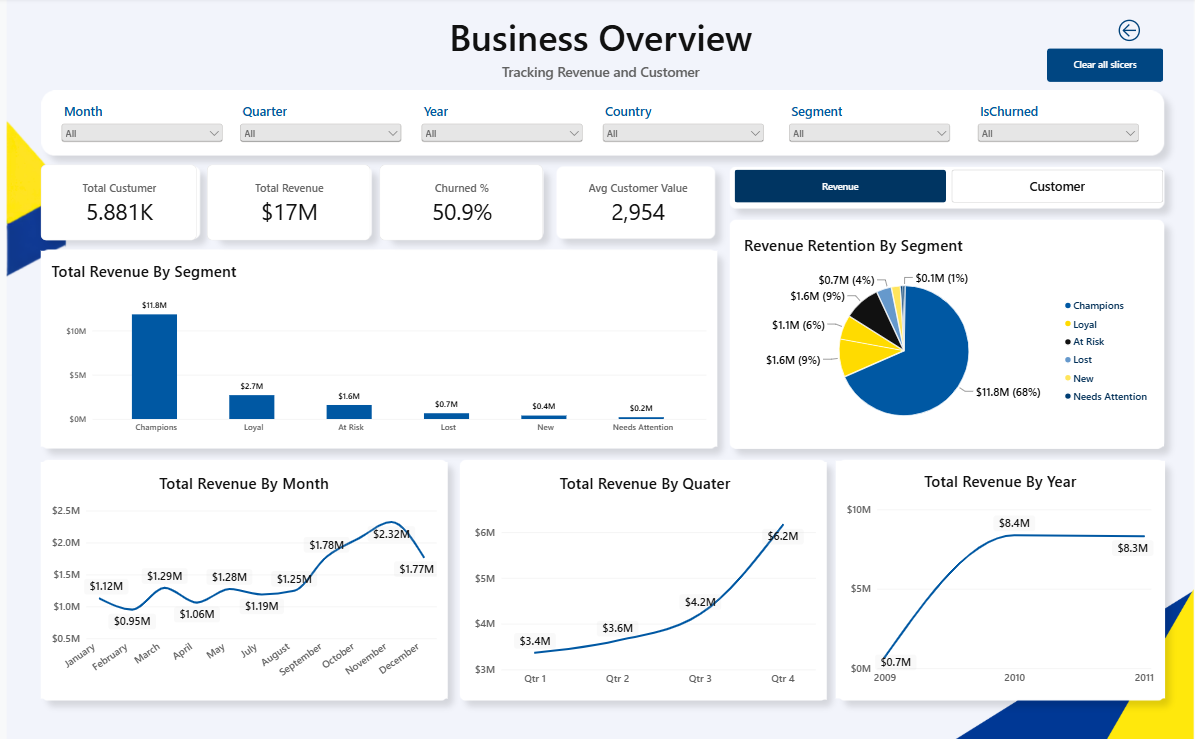 Business Overview
Tracking Revenue and Customer
Clear all slicers
Month Quarter Year Country Segment IsChurned
All All All All All All
Total Custumer Total Revenue Churned % Avg Customer Value
5.881K $17M 50.9% 2,954
Revenue Customer
Total Revenue By Segment
$11.8M
$10M
$5M
$0M
$2.7M
$1.6M
$0.7M
$0.4M
$0.2M
Champions Loyal At Risk Lost New Needs Attention
Revenue Retention By Segment
$0.7M (4%)
$0.1M (1%)
$1.6M (9%)
$1.1M (6%)
$1.6M (9%)
$11.8M (68%)
Champions
Loyal
At Risk
Lost
New
Needs Attention
Total Revenue By Month
$2.5M
$2.0M
$1.5M
$1.0M
$0.5M
$1.12M
$0.95M
$1.29M
$1.06M
$1.28M
$1.19M
$1.25M
$1.78M
$2.32M
$1.77M
January February March April May July August September October November December
Total Revenue By Quater
$6M
$5M
$4M
$3M
$3.4M
$3.6M
$4.2M
$6.2M
Qtr 1 Qtr 2 Qtr 3 Qtr 4
Total Revenue By Year
$10M
$5M
$0M
$0.7M
$8.4M
$8.3M
2009 2010 2011